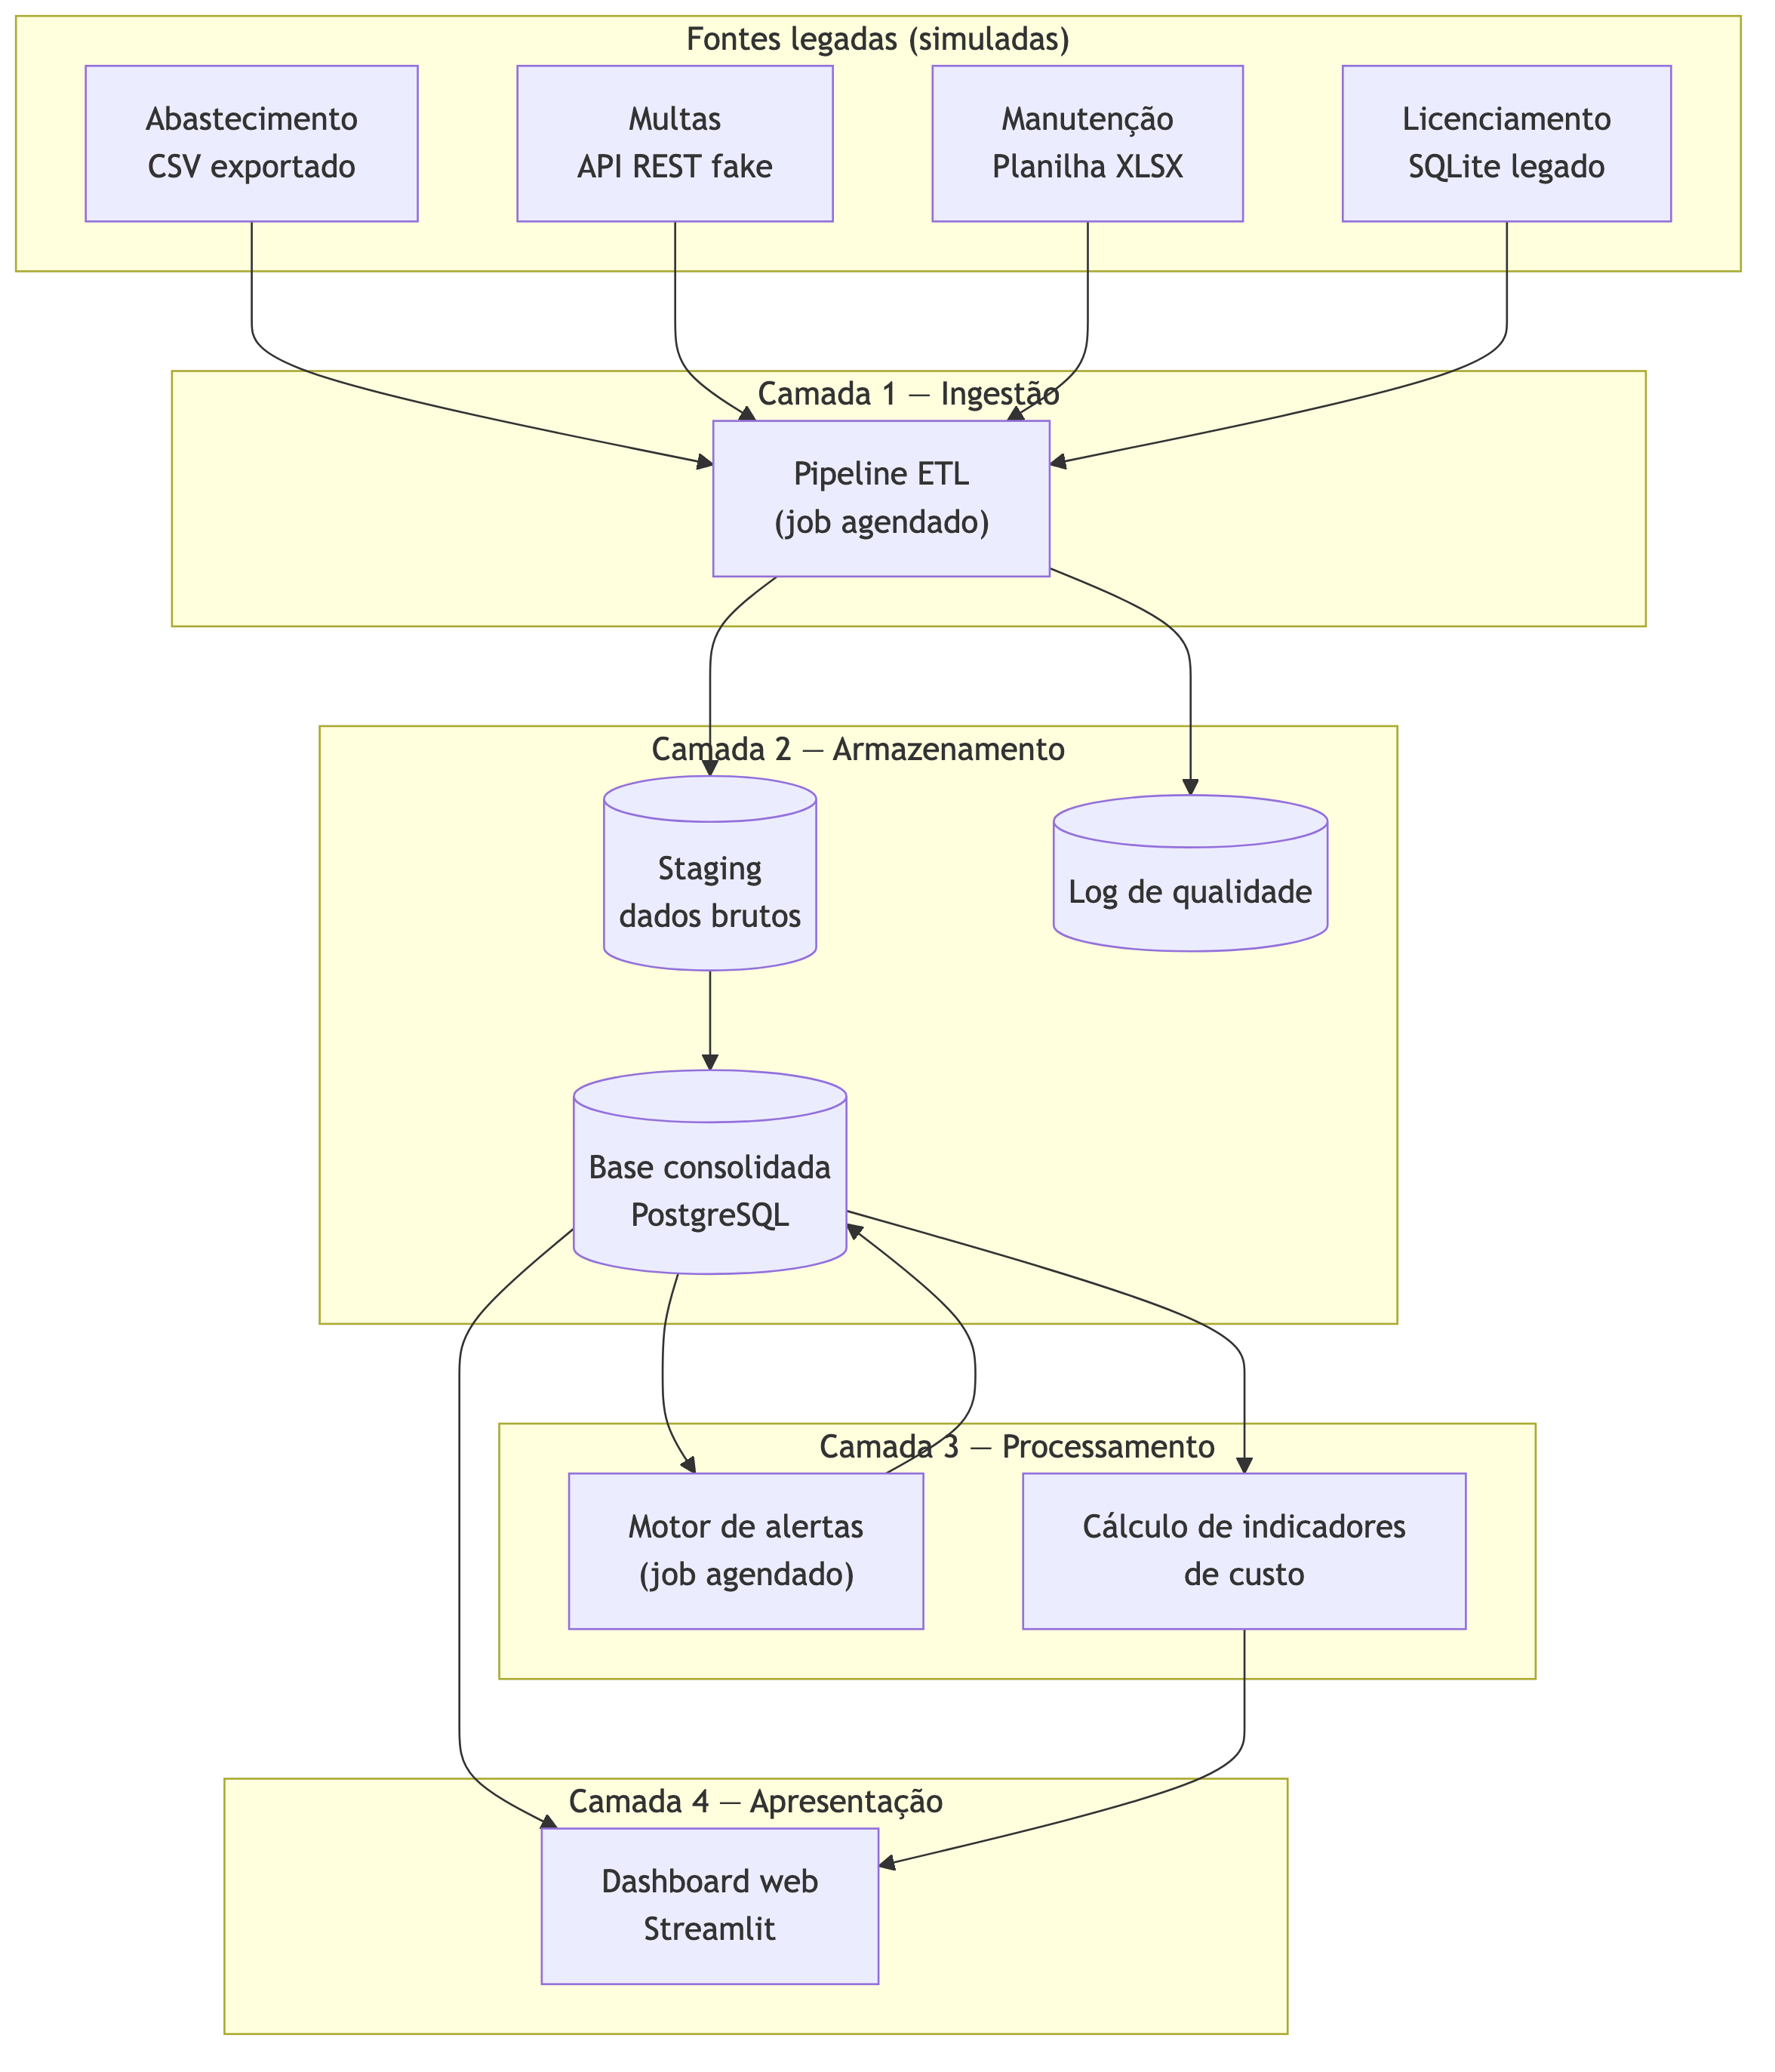 Fontes legadas (simuladas)
Abastecimento
CSV exportado
Multas
API REST fake
Manutenção
Planilha XLSX
Licenciamento
SQLite legado
Camada 1 — Ingestão
Pipeline ETL
(job agendado)
Camada 2 — Armazenamento
Staging
dados brutos
Log de qualidade
Base consolidada
PostgreSQL
Camada 3 — Processamento
Motor de alertas
(job agendado)
Cálculo de indicadores
de custo
Camada 4 — Apresentação
Dashboard web
Streamlit